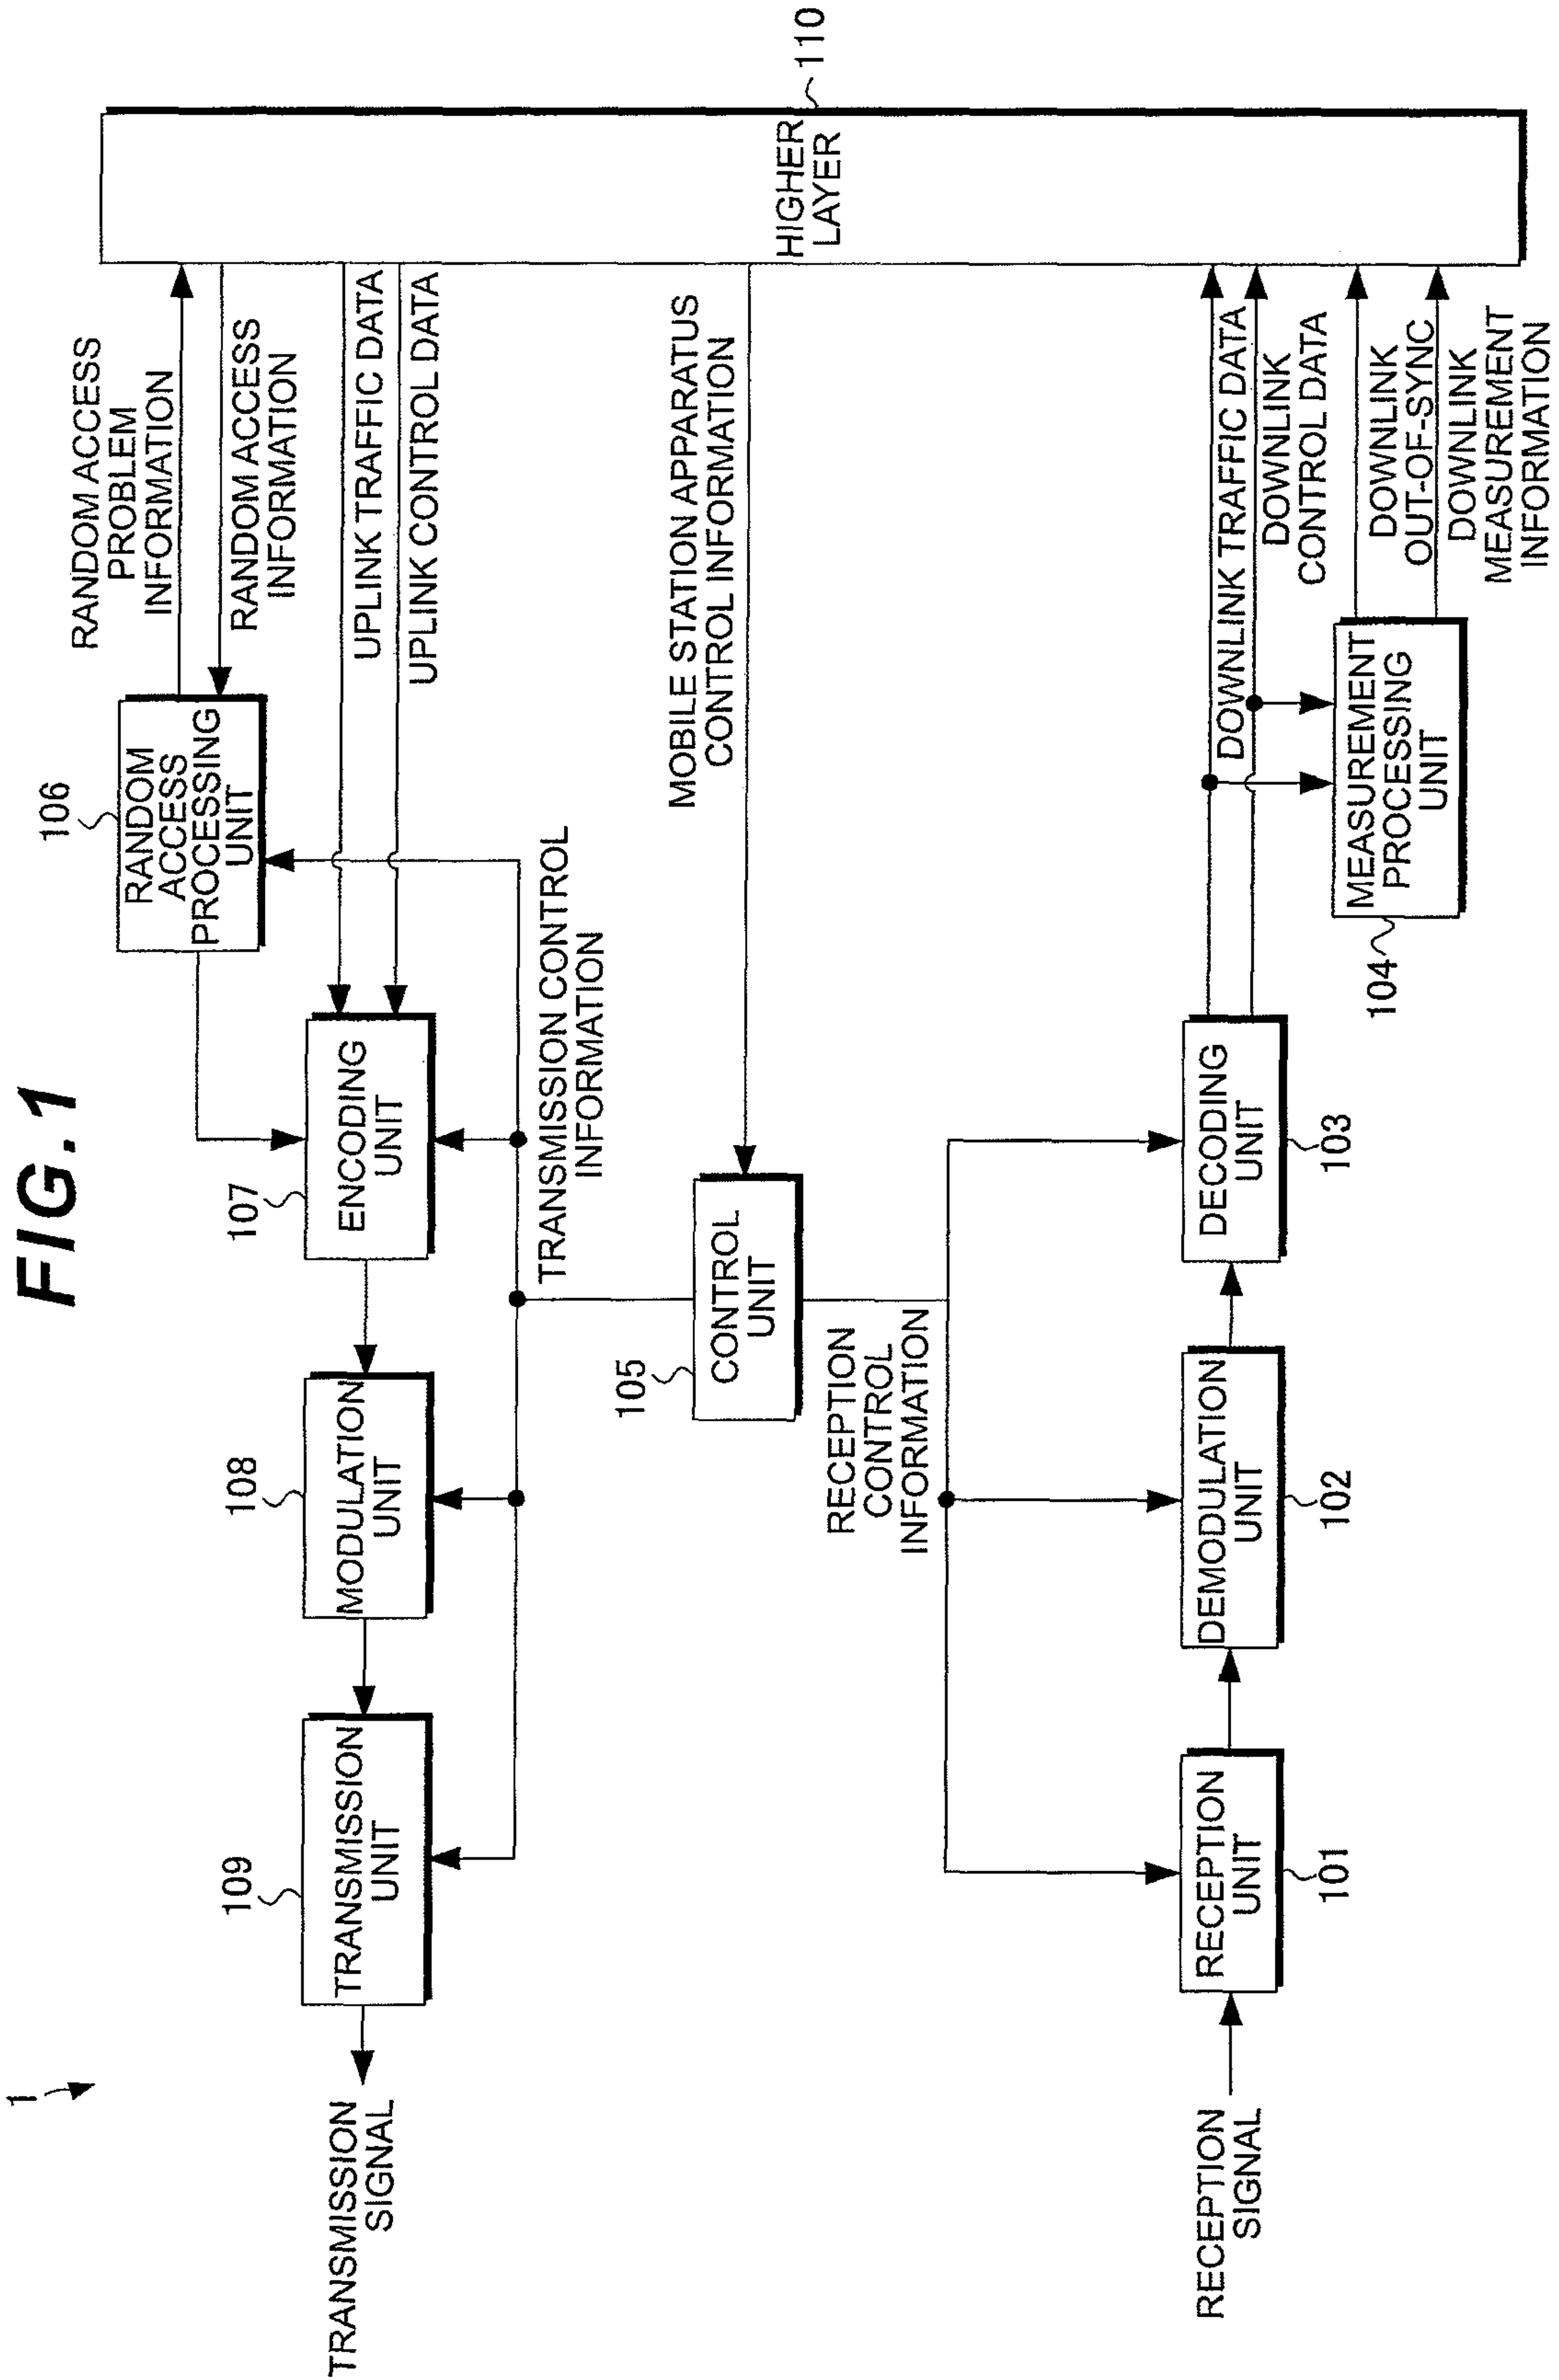 FIG.1
1
106
RANDOM
ACCESS
PROCESSING
UNIT
RANDOM ACCESS
PROBLEM
INFORMATION
RANDOM ACCESS
INFORMATION
110
HIGHER
LAYER
TRANSMISSION
SIGNAL
109
TRANSMISSION
UNIT
108
MODULATION
UNIT
107
ENCODING
UNIT
UPLINK TRAFFIC DATA
UPLINK CONTROL DATA
TRANSMISSION CONTROL
INFORMATION
105
CONTROL
UNIT
MOBILE STATION APPARATUS
CONTROL INFORMATION
RECEPTION
CONTROL
INFORMATION
RECEPTION
SIGNAL
RECEPTION
UNIT
101
DEMODULATION
UNIT
102
DECODING
UNIT
103
DOWNLINK TRAFFIC DATA
DOWNLINK
CONTROL DATA
104
MEASUREMENT
PROCESSING
UNIT
DOWNLINK
OUT-OF-SYNC
DOWNLINK
MEASUREMENT
INFORMATION